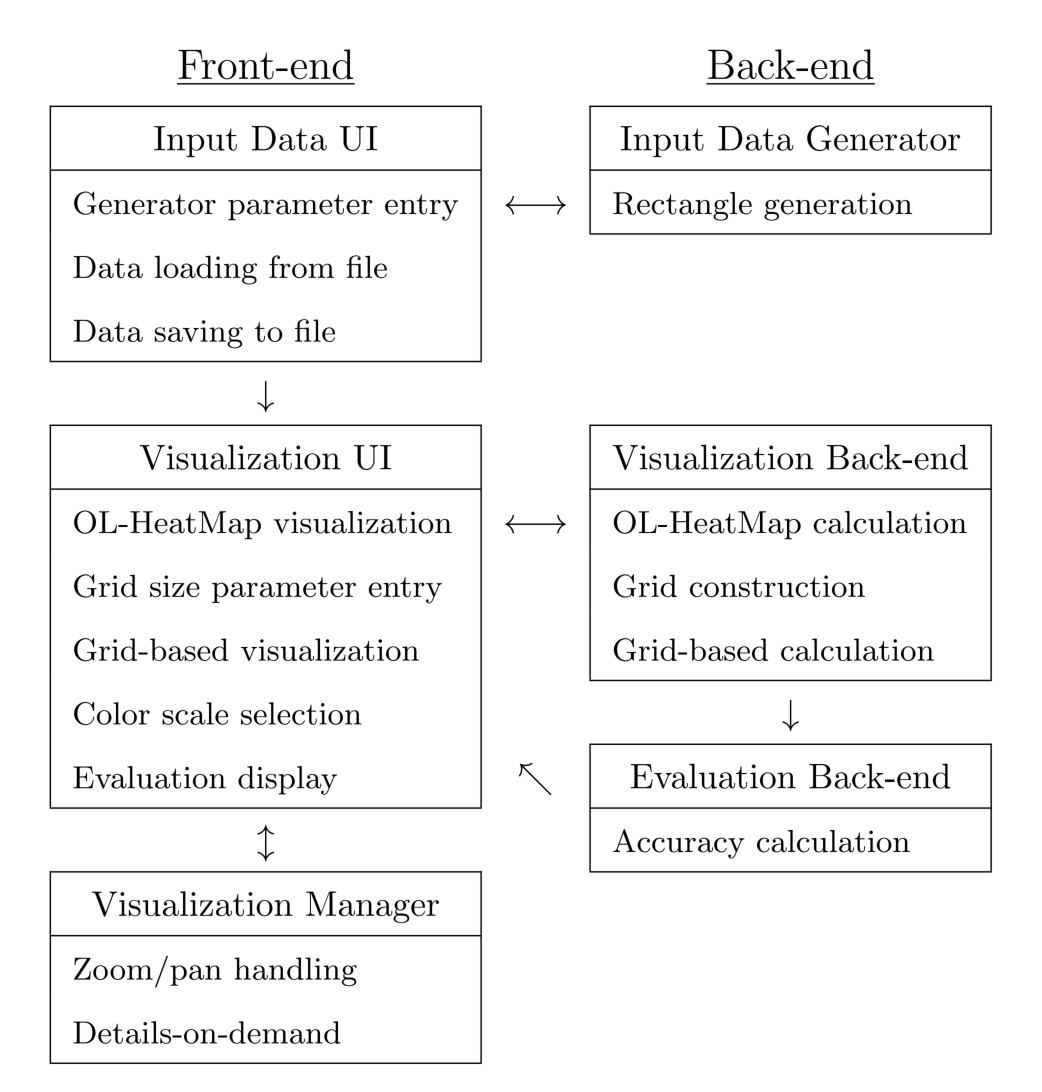 Front-end
Back-end
Input Data UI
Generator parameter entry
Data loading from file
Data saving to file
Input Data Generator
Rectangle generation
Visualization UI
OL-HeatMap visualization
Grid size parameter entry
Grid-based visualization
Color scale selection
Evaluation display
Visualization Back-end
OL-HeatMap calculation
Grid construction
Grid-based calculation
Evaluation Back-end
Accuracy calculation
Visualization Manager
Zoom/pan handling
Details-on-demand